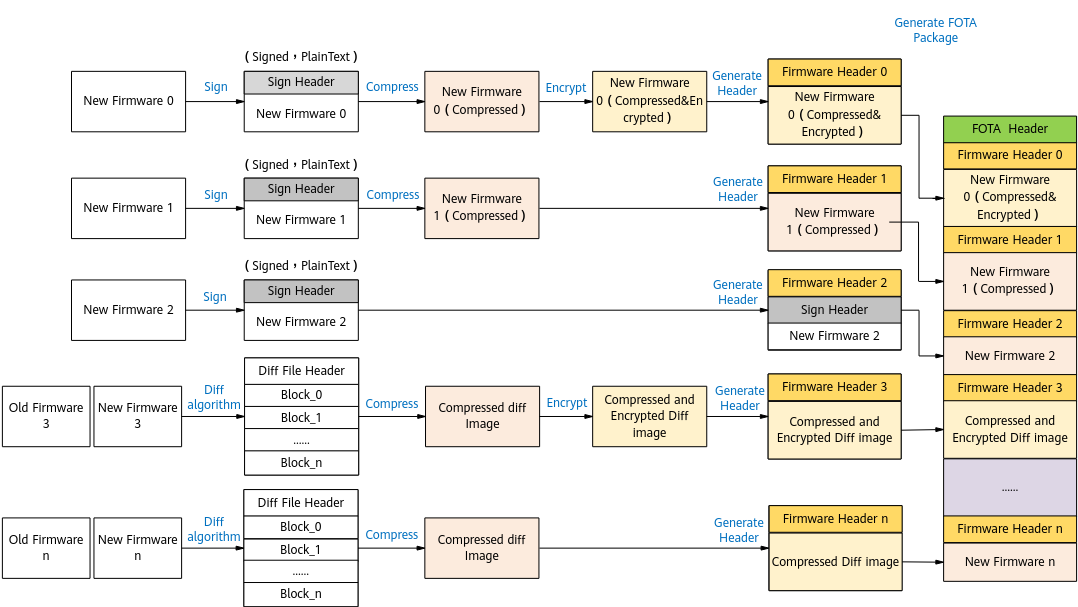 Generate FOTA
Package
( Signed，PlainText )
New Firmware 0
Sign
Sign Header
New Firmware 0
Compress
New Firmware
0 ( Compressed )
Encrypt
New Firmware
0 ( Compressed&En
crypted )
Generate
Header
Firmware Header 0
New Firmware
0 ( Compressed&
Encrypted )
( Signed，PlainText )
New Firmware 1
Sign
Sign Header
New Firmware 1
Compress
New Firmware
1 ( Compressed )
Generate
Header
Firmware Header 1
New Firmware
1 ( Compressed )
( Signed，PlainText )
New Firmware 2
Sign
Sign Header
New Firmware 2
Generate
Header
Firmware Header 2
Sign Header
New Firmware 2
Old Firmware
3
New Firmware
3
Diff
algorithm
Diff File Header
Block_0
Block_1
......
Block_n
Compress
Compressed diff
Image
Encrypt
Compressed and
Encrypted Diff
image
Generate
Header
Firmware Header 3
Compressed and
Encrypted Diff image
Old Firmware
n
New Firmware
n
Diff
algorithm
Diff File Header
Block_0
Block_1
......
Block_n
Compress
Compressed diff
Image
Generate
Header
Firmware Header n
Compressed Diff image
FOTA Header
Firmware Header 0
New Firmware
0 ( Compressed&
Encrypted )
Firmware Header 1
New Firmware
1 ( Compressed )
Firmware Header 2
New Firmware 2
Firmware Header 3
Compressed and
Encrypted Diff image
......
Firmware Header n
New Firmware n